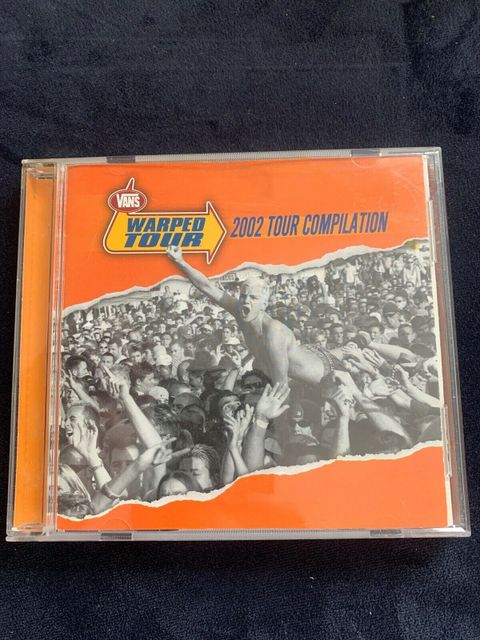 VANS
WARPED
TOUR
2002 TOUR COMPILATION